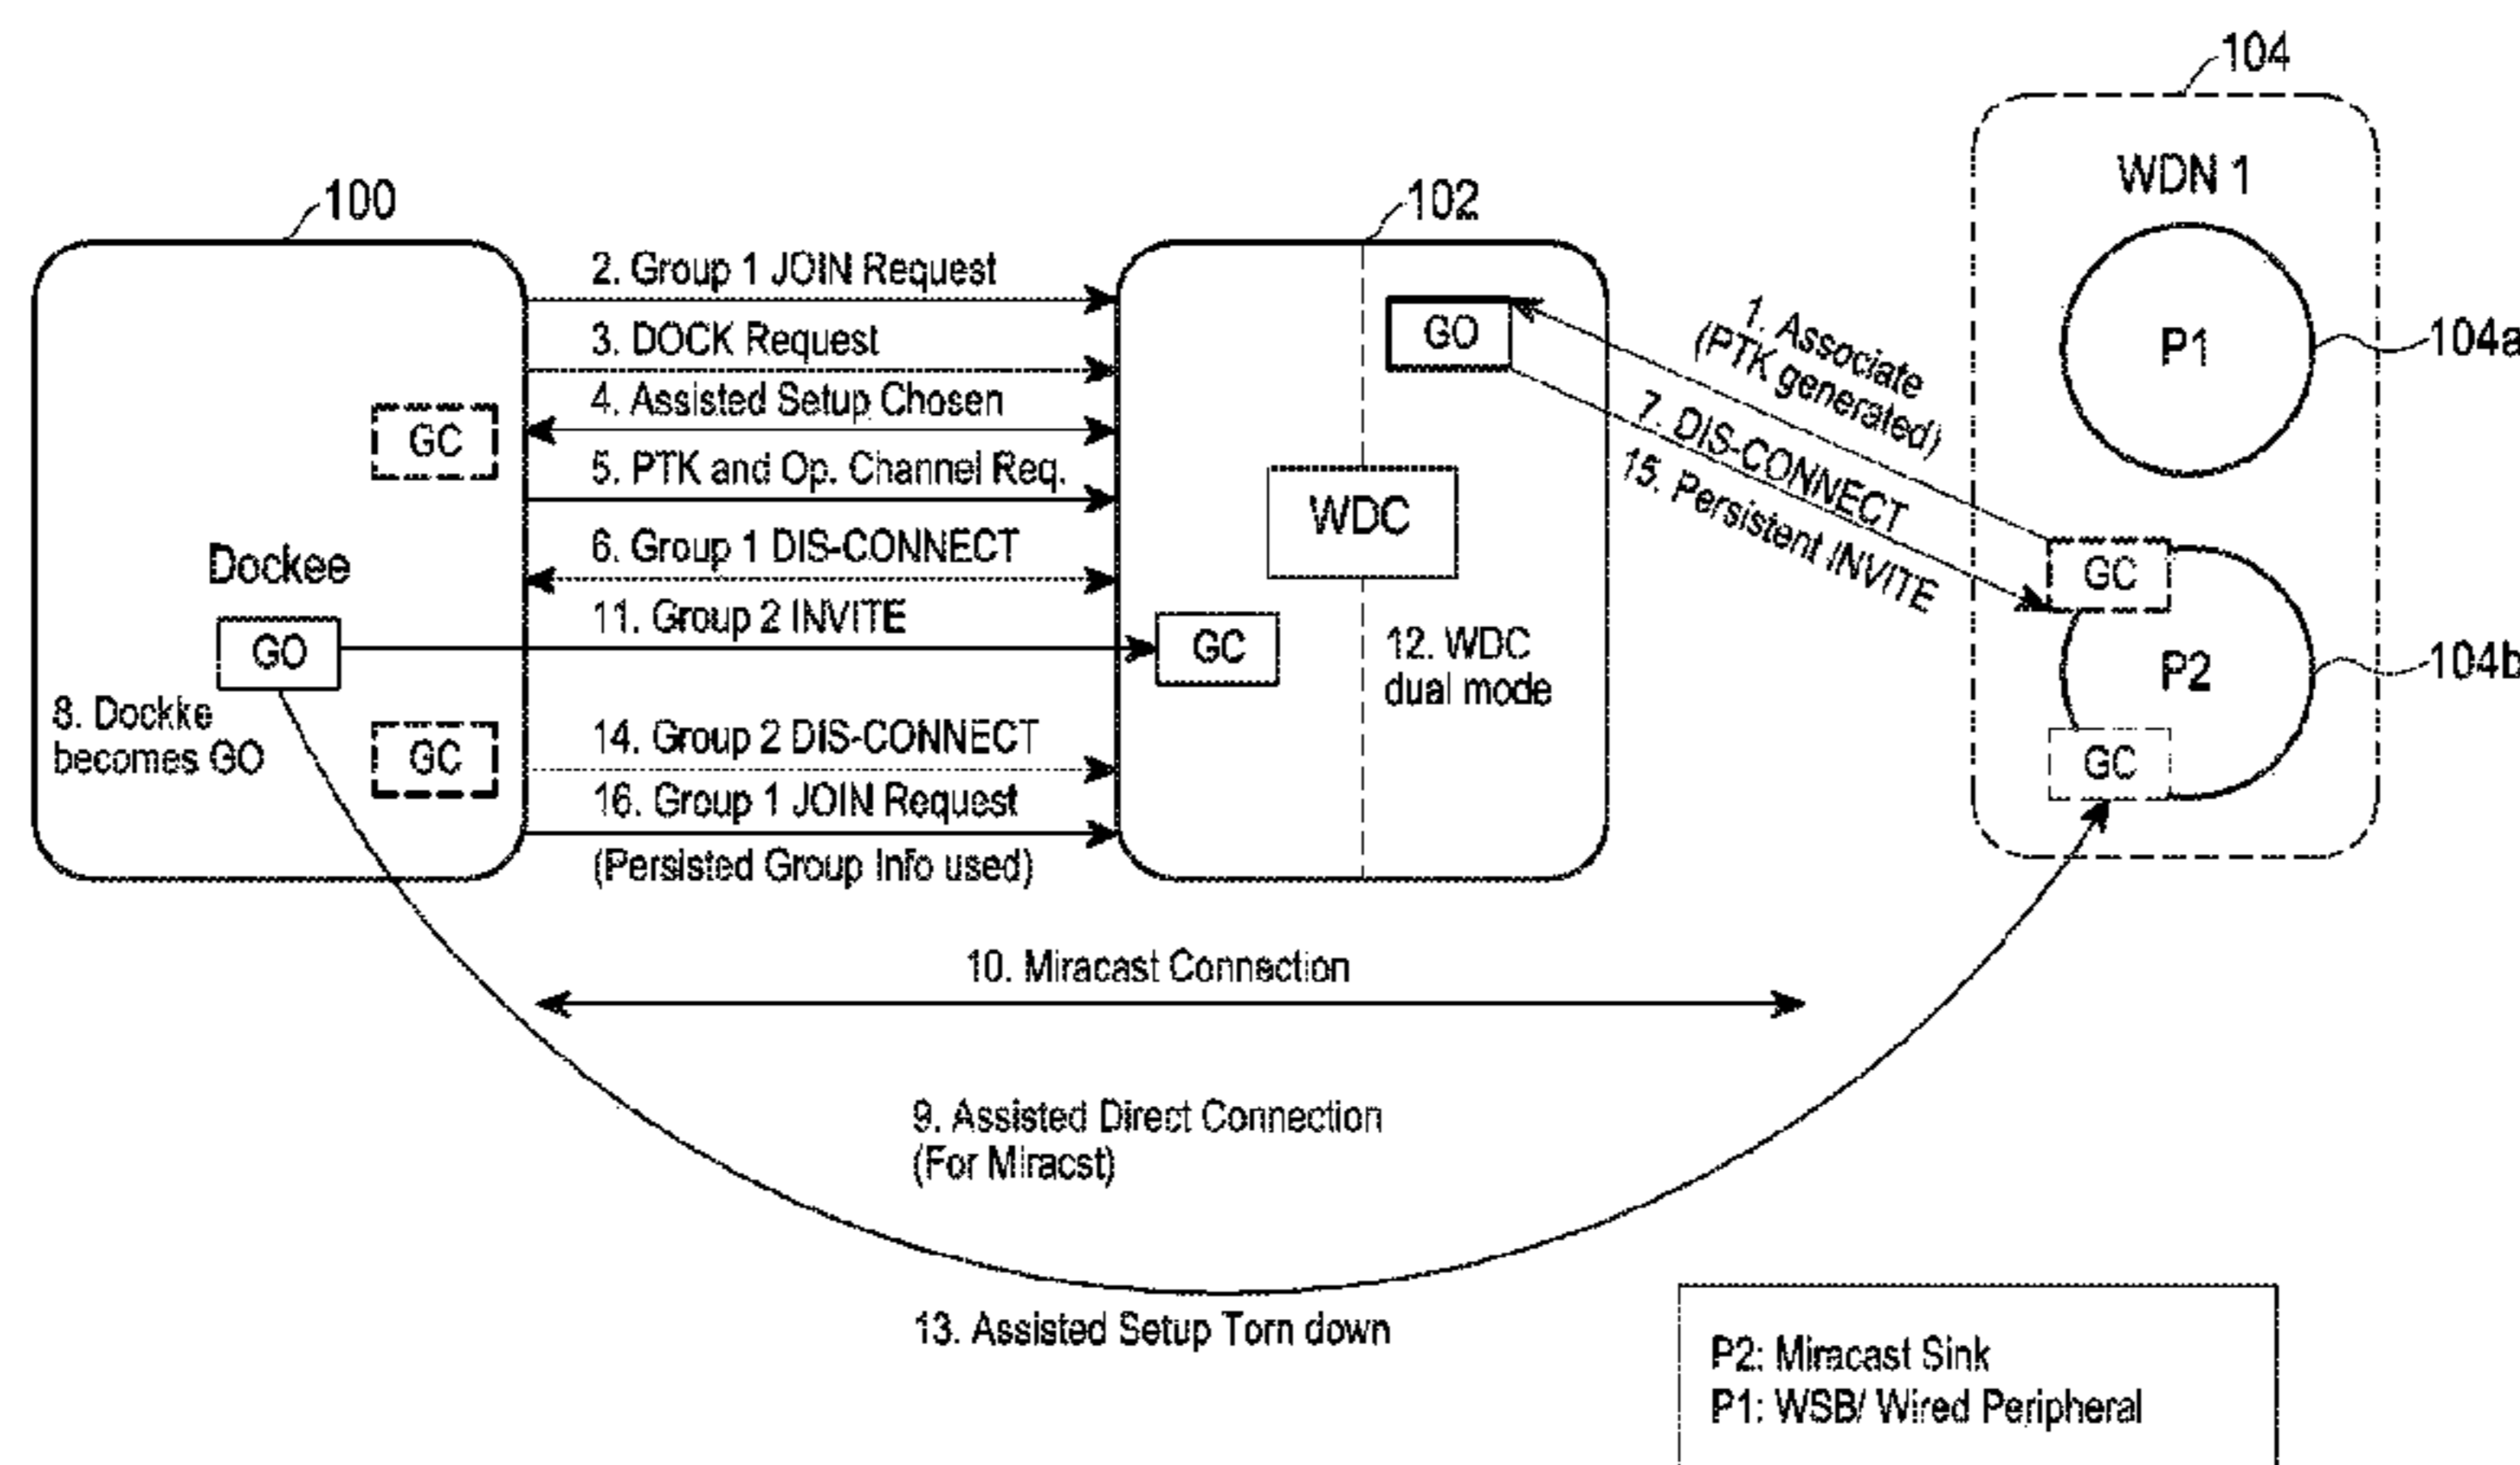 104
WDN 1
100
102
2. Group 1 JOIN Request
3. DOCK Request
4. Assisted Setup Chosen
5. PTK and Op. Channel Req.
6. Group 1 DIS-CONNECT
11. Group 2 INVITE
14. Group 2 DIS-CONNECT
16. Group 1 JOIN Request
(Persisted Group Info used)
GC
Dockee
GO
8. Dockke
becomes GO
GC
GO
WDC
GC
12. WDC
dual mode
1. Associate
(PTK generated)
7. DIS-CONNECT
15. Persistent INVITE
P1
104a
GC
P2
104b
GC
10. Miracast Connection
9. Assisted Direct Connection
(For Miracst)
13. Assisted Setup Torn down
P2: Miracast Sink
P1: WSB/ Wired Peripheral